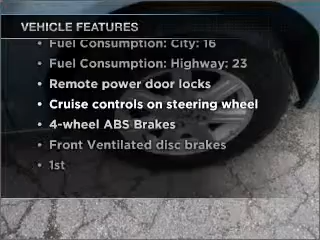 VEHICLE FEATURES
• Fuel Consumption: City: 16
• Fuel Consumption: Highway: 23
• Remote power door locks
• Cruise controls on steering wheel
• 4-wheel ABS Brakes
• Front Ventilated disc brakes
• 1st